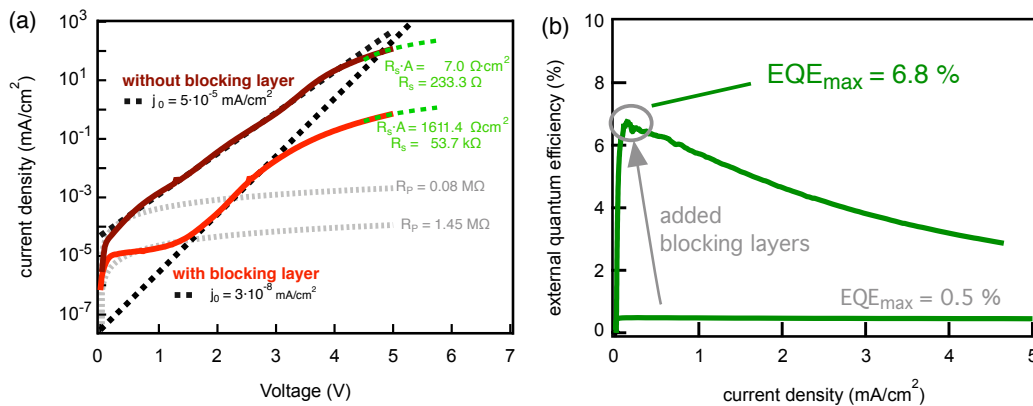 (a)
10³
10¹
10⁻¹
10⁻³
10⁻⁵
10⁻⁷
current density (mA/cm²)
0
1
2
3
4
5
6
7
Voltage (V)
without blocking layer
j₀ = 5·10⁻⁵ mA/cm²
Rₛ·A = 7.0 Ω·cm²
Rₛ = 233.3 Ω
Rₛ·A = 1611.4 Ωcm²
Rₛ = 53.7 kΩ
R_P = 0.08 MΩ
R_P = 1.45 MΩ
with blocking layer
j₀ = 3·10⁻⁸ mA/cm²
(b)
external quantum efficiency (%)
8
6
4
2
0
0
1
2
3
4
5
current density (mA/cm²)
EQEmax = 6.8 %
added
blocking layers
EQEmax = 0.5 %